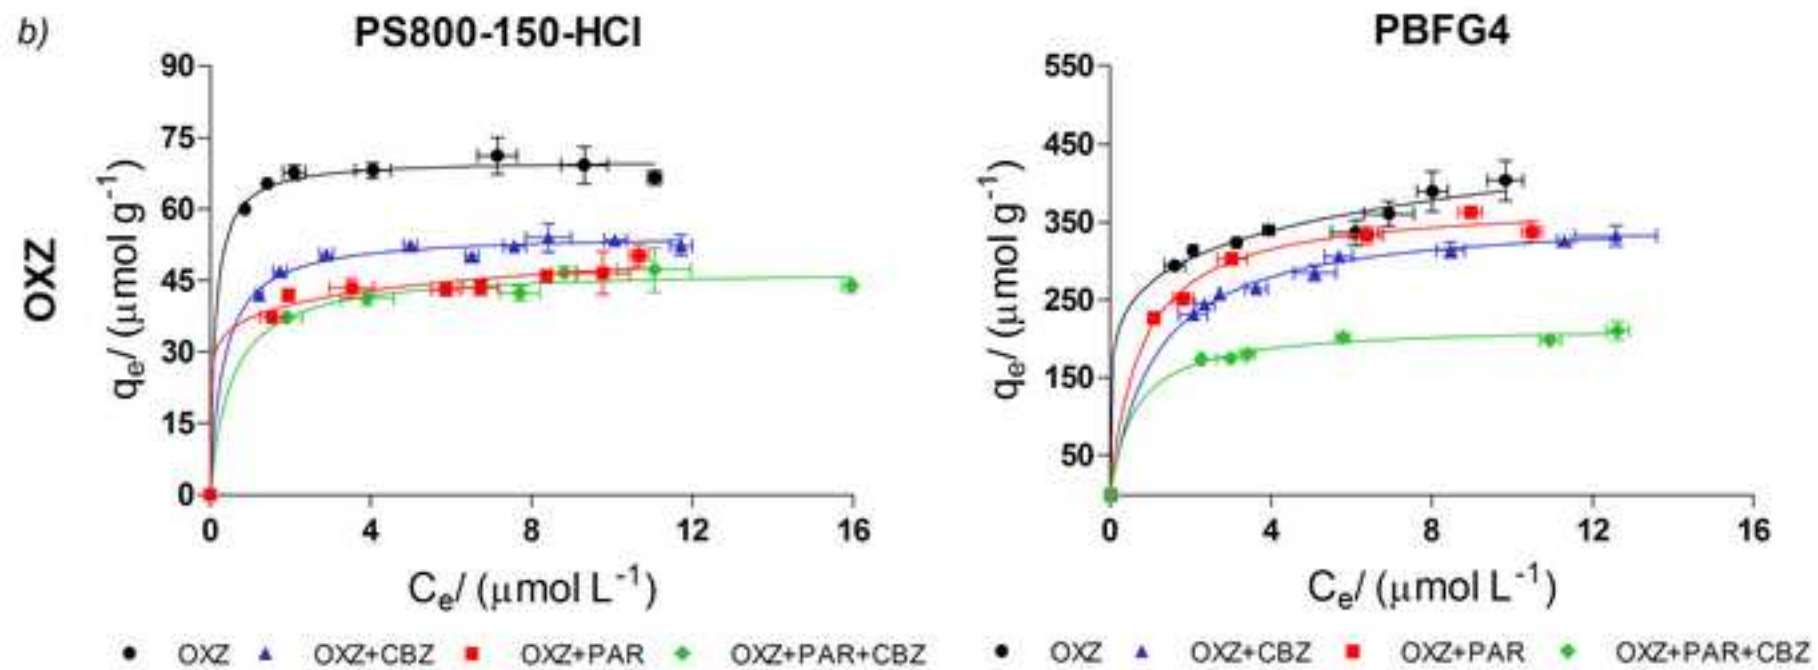 b)
PS800-150-HCl
PBFG4
OXZ
qe/ (μmol g-1)
90
75
60
45
30
15
0
0 4 8 12 16
Ce/ (μmol L-1)
qe/ (μmol g-1)
550
450
350
250
150
50
0 4 8 12 16
Ce/ (μmol L-1)
OXZ OXZ+CBZ OXZ+PAR OXZ+PAR+CBZ
OXZ OXZ+CBZ OXZ+PAR OXZ+PAR+CBZ